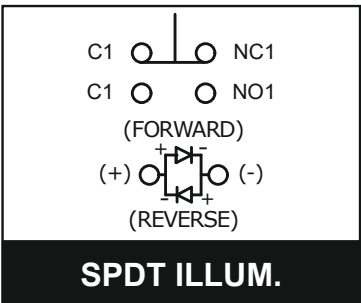 C1 NC1
C1 NO1
(FORWARD)
+ -
(+) (-)
- +
(REVERSE)
SPDT ILLUM.